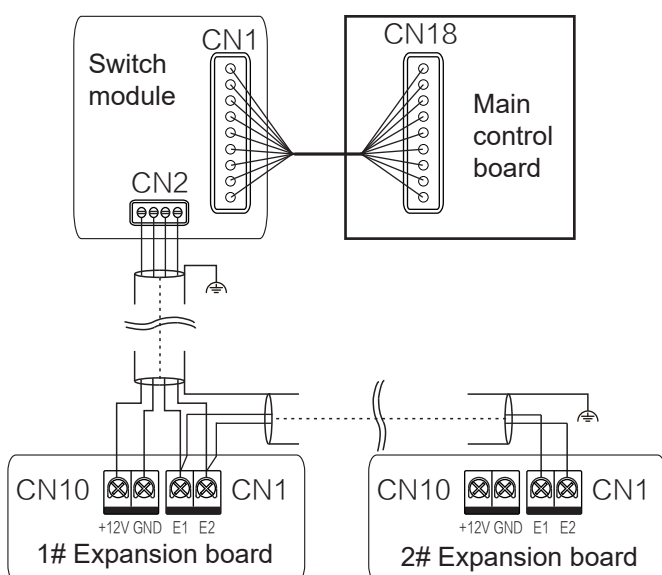 CN1
CN18
Switch
module
Main
control
board
CN2
CN10
CN1
+12V GND E1 E2
1# Expansion board
CN10
CN1
+12V GND E1 E2
2# Expansion board